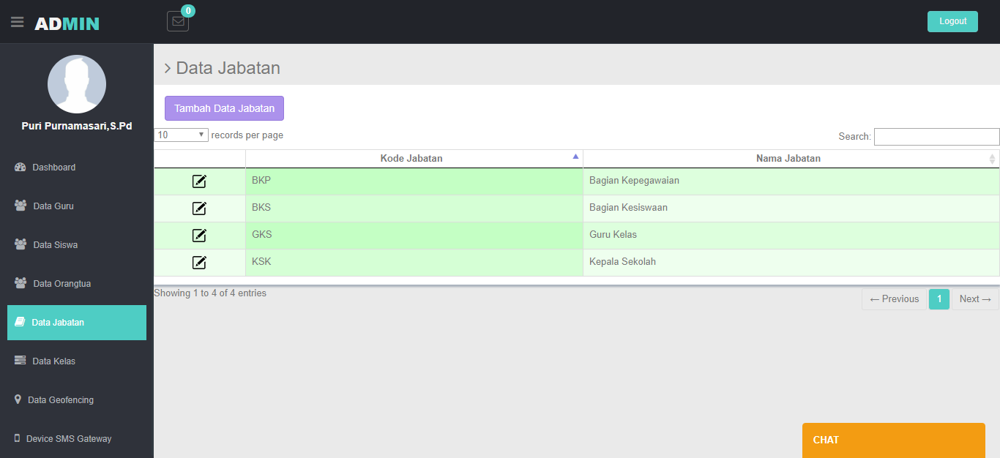 ADMIN
0
Logout
Puri Purnamasari,S.Pd
Dashboard
Data Guru
Data Siswa
Data Orangtua
Data Jabatan
Data Kelas
Data Geofencing
Device SMS Gateway
Data Jabatan
Tambah Data Jabatan
10 records per page
Search:
Kode Jabatan Nama Jabatan
BKP Bagian Kepegawaian
BKS Bagian Kesiswaan
GKS Guru Kelas
KSK Kepala Sekolah
Showing 1 to 4 of 4 entries
← Previous 1 Next →
CHAT